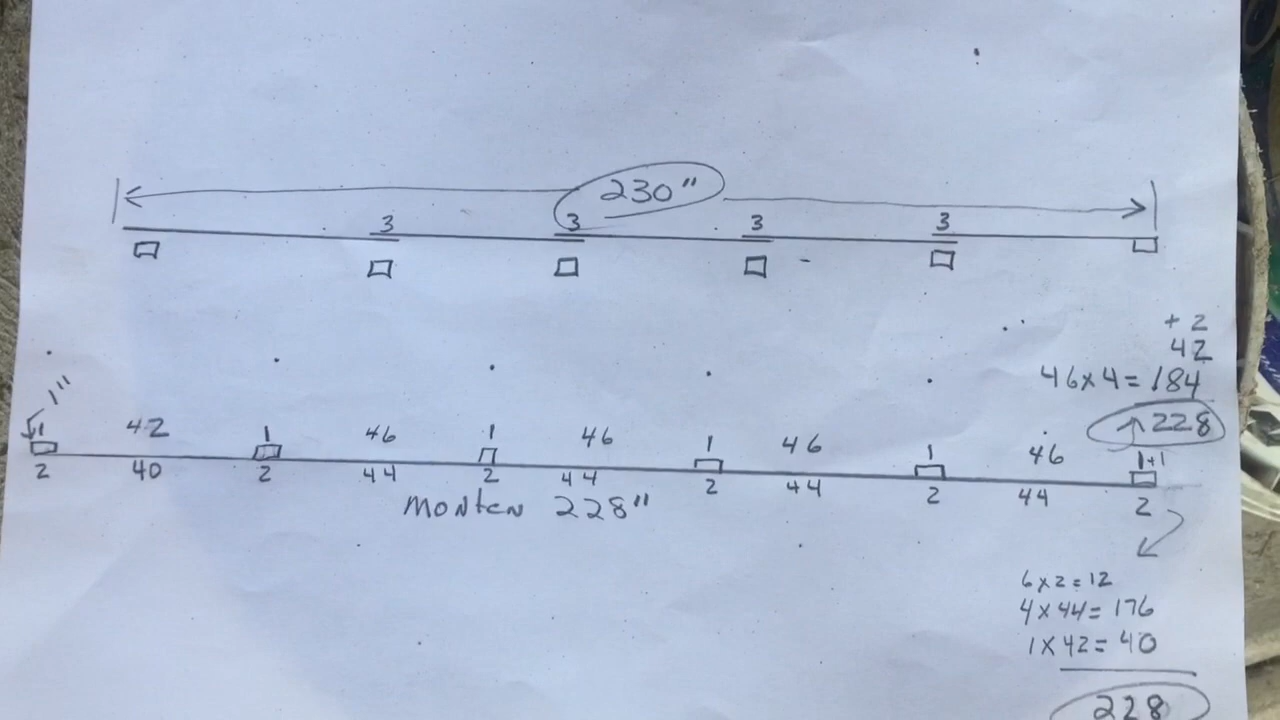 230"
3 3 3 3
+ 2
42
46x4=184
228
1"
1 42 1 46 1 46 1 46 1 46 1+1
2 40 2 44 2 44 2 44 2 44 2
Monten 228"
6x2=12
4x44=176
1x42=40
228